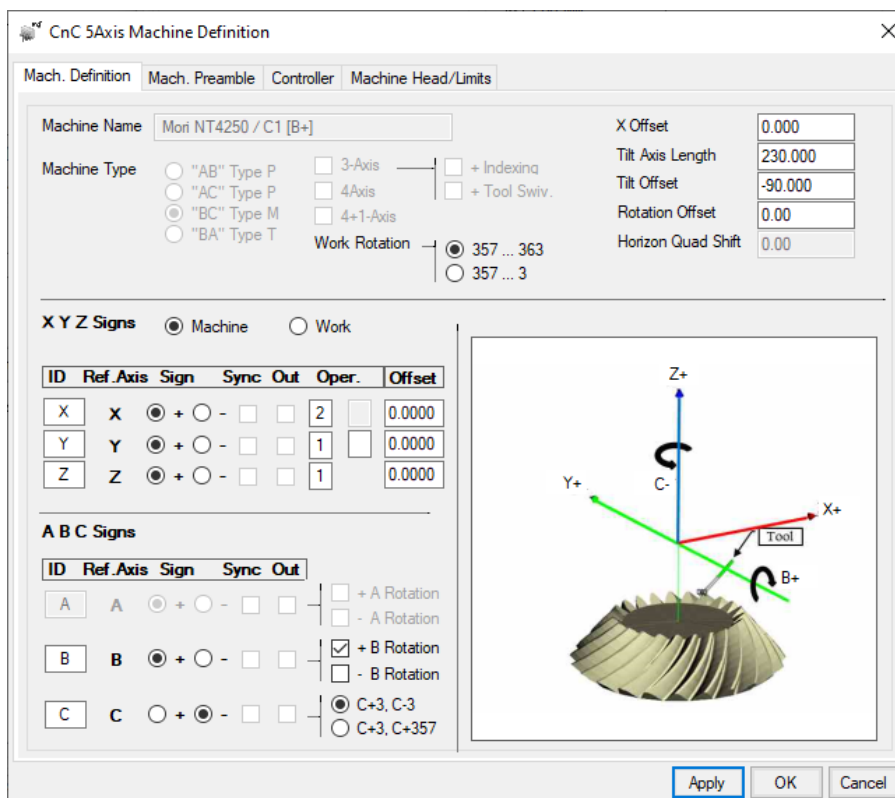 CnC 5Axis Machine Definition
Mach. Definition Mach. Preamble Controller Machine Head/Limits
Machine Name Mori NT4250 / C1 [B+]
Machine Type
"AB" Type P
"AC" Type P
"BC" Type M
"BA" Type T
3-Axis
4Axis
4+1-Axis
+ Indexing
+ Tool Swiv.
Work Rotation
357 ... 363
357 ... 3
X Offset 0.000
Tilt Axis Length 230.000
Tilt Offset -90.000
Rotation Offset 0.00
Horizon Quad Shift 0.00
X Y Z Signs Machine Work
ID Ref.Axis Sign Sync Out Oper. Offset
X X + - 2 0.0000
Y Y + - 1 0.0000
Z Z + - 1 0.0000
A B C Signs
ID Ref.Axis Sign Sync Out
A A + - + A Rotation
- A Rotation
B B + - + B Rotation
- B Rotation
C C + - C+3, C-3
C+3, C+357
Z+
C-
Y+
X+
Tool
B+
Apply OK Cancel